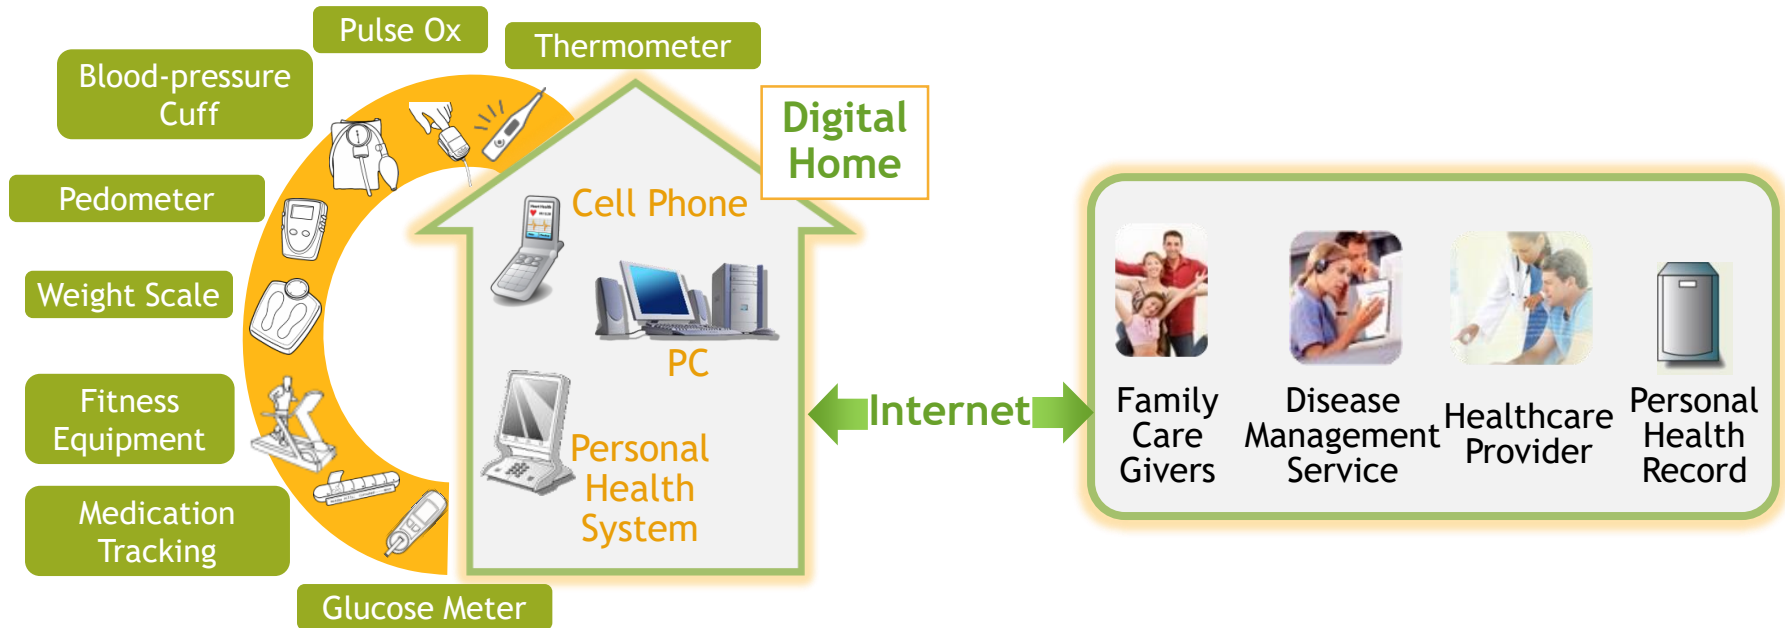 Pulse Ox
Thermometer
Blood-pressure
Cuff
Digital
Home
Pedometer
Cell Phone
Weight Scale
PC
Fitness
Equipment
Internet
Family
Care
Givers
Disease
Management
Service
Healthcare
Provider
Personal
Health
Record
Personal
Health
System
Medication
Tracking
Glucose Meter